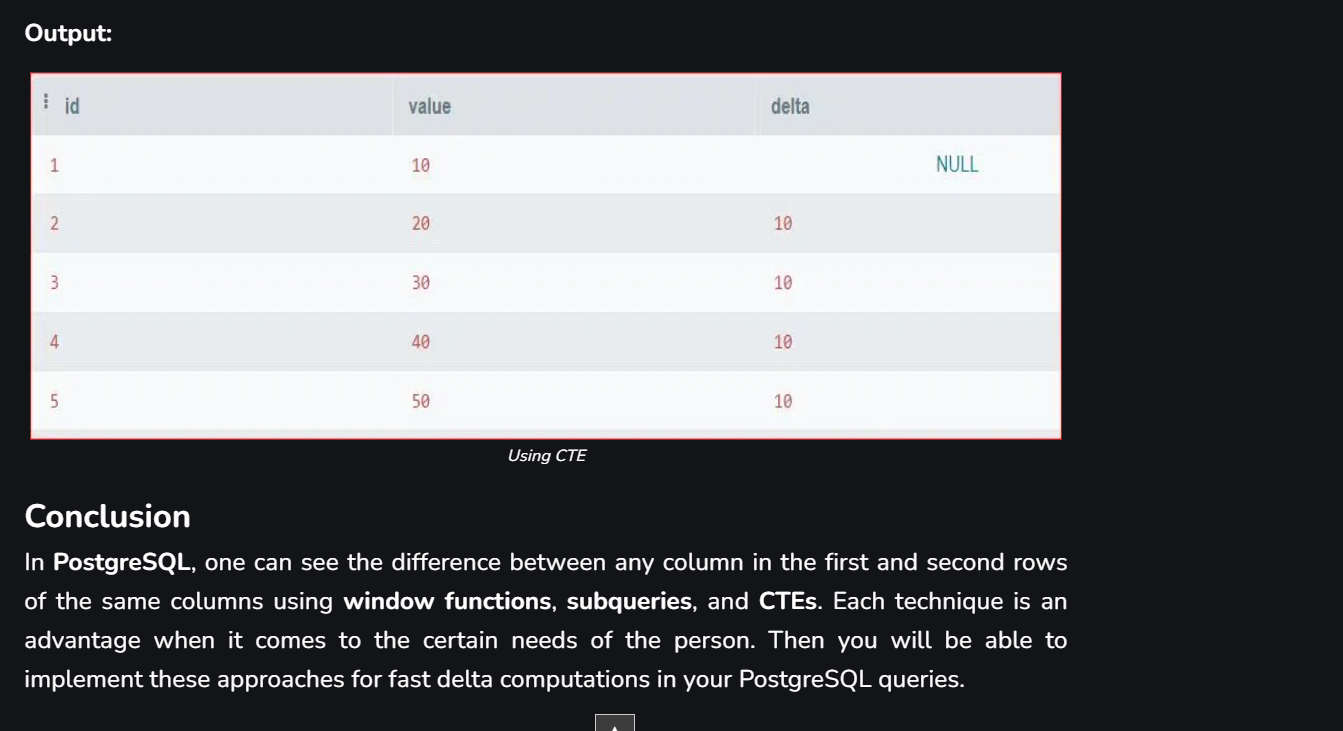 Output:
id value delta
1 10 NULL
2 20 10
3 30 10
4 40 10
5 50 10
Using CTE
Conclusion
In PostgreSQL, one can see the difference between any column in the first and second rows
of the same columns using window functions, subqueries, and CTEs. Each technique is an
advantage when it comes to the certain needs of the person. Then you will be able to
implement these approaches for fast delta computations in your PostgreSQL queries.